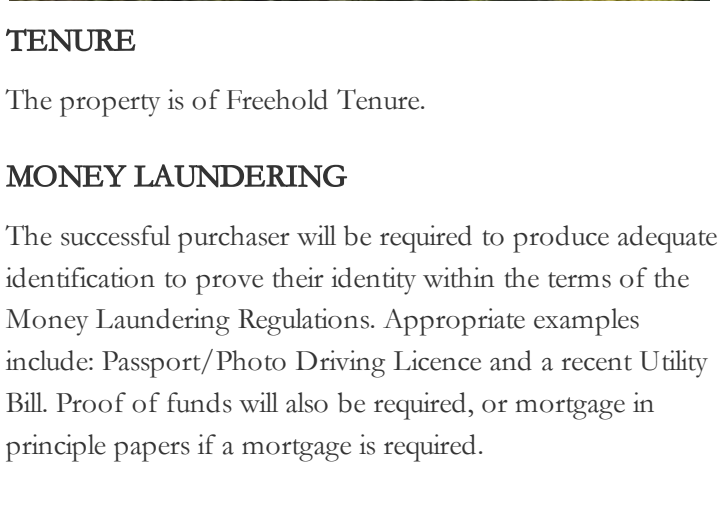 TENURE
The property is of Freehold Tenure.
MONEY LAUNDERING
The successful purchaser will be required to produce adequate
identification to prove their identity within the terms of the
Money Laundering Regulations. Appropriate examples
include: Passport/Photo Driving Licence and a recent Utility
Bill. Proof of funds will also be required, or mortgage in
principle papers if a mortgage is required.